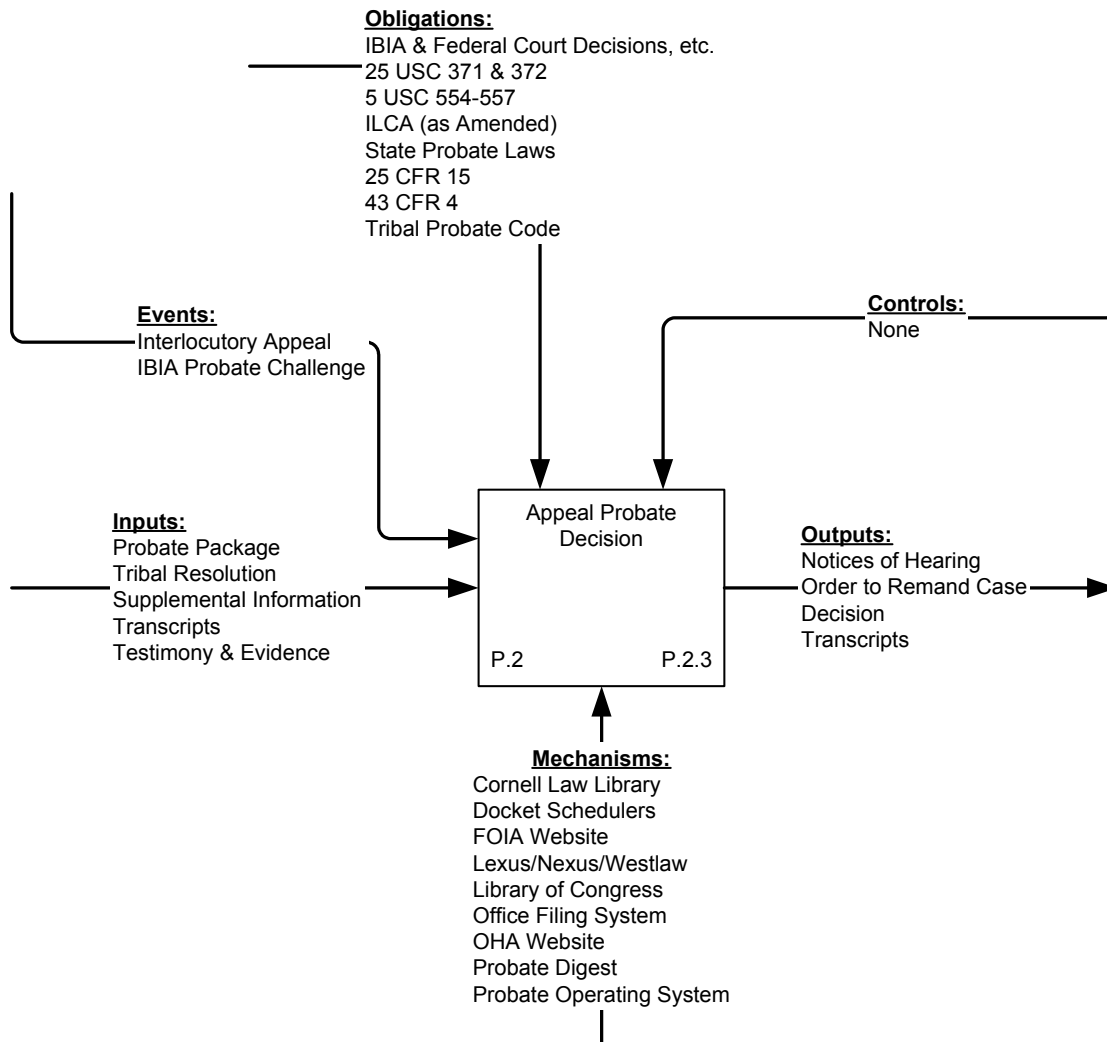 Obligations:
IBIA & Federal Court Decisions, etc.
25 USC 371 & 372
5 USC 554-557
ILCA (as Amended)
State Probate Laws
25 CFR 15
43 CFR 4
Tribal Probate Code
Events:
Interlocutory Appeal
IBIA Probate Challenge
Controls:
None
Inputs:
Probate Package
Tribal Resolution
Supplemental Information
Transcripts
Testimony & Evidence
Appeal Probate
Decision
P.2 P.2.3
Outputs:
Notices of Hearing
Order to Remand Case
Decision
Transcripts
Mechanisms:
Cornell Law Library
Docket Schedulers
FOIA Website
Lexus/Nexus/Westlaw
Library of Congress
Office Filing System
OHA Website
Probate Digest
Probate Operating System